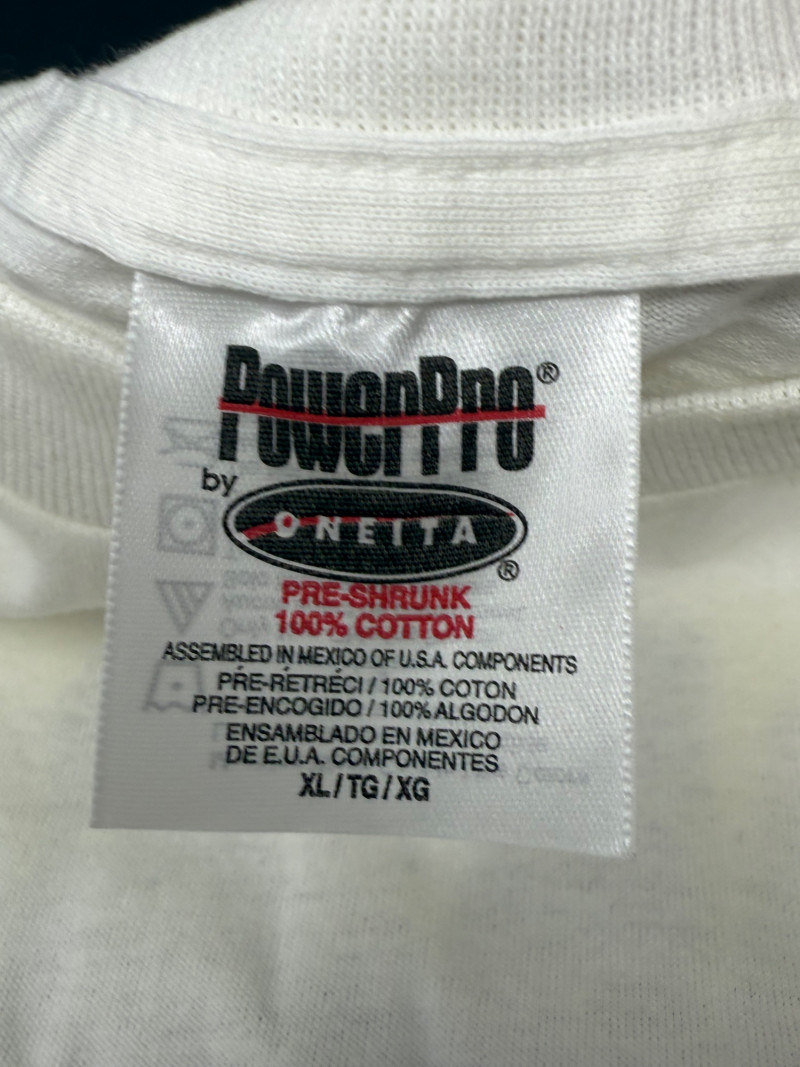 PowerPro®
by
ONEITA®
PRE-SHRUNK
100% COTTON
ASSEMBLED IN MEXICO OF U.S.A. COMPONENTS
PRÉ-RÉTRÉCI / 100% COTON
PRE-ENCOGIDO / 100% ALGODON
ENSAMBLADO EN MEXICO
DE E.U.A. COMPONENTES
XL / TG / XG